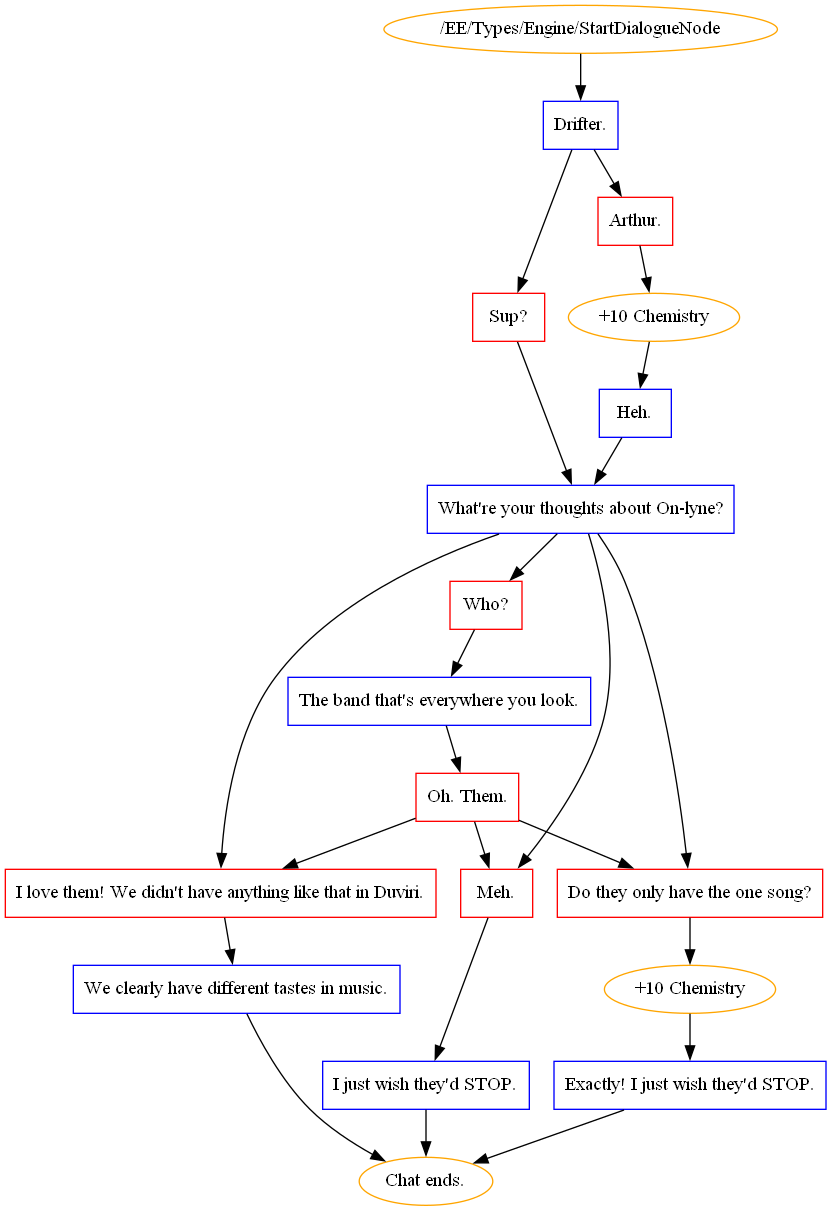 /EE/Types/Engine/StartDialogueNode
Drifter.
Arthur.
Sup?
+10 Chemistry
Heh.
What're your thoughts about On-lyne?
Who?
The band that's everywhere you look.
Oh. Them.
I love them! We didn't have anything like that in Duviri.
Meh.
Do they only have the one song?
We clearly have different tastes in music.
+10 Chemistry
I just wish they'd STOP.
Exactly! I just wish they'd STOP.
Chat ends.